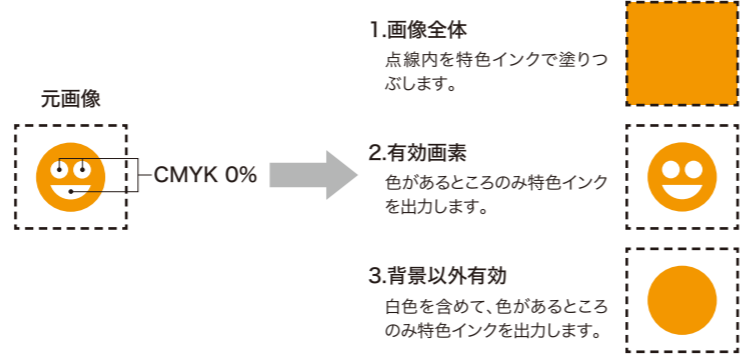 元画像
CMYK 0%
1.画像全体
点線内を特色インクで塗りつ
ぶします。
2.有効画素
色があるところのみ特色インク
を出力します。
3.背景以外有効
白色を含めて、色があるところ
のみ特色インクを出力します。